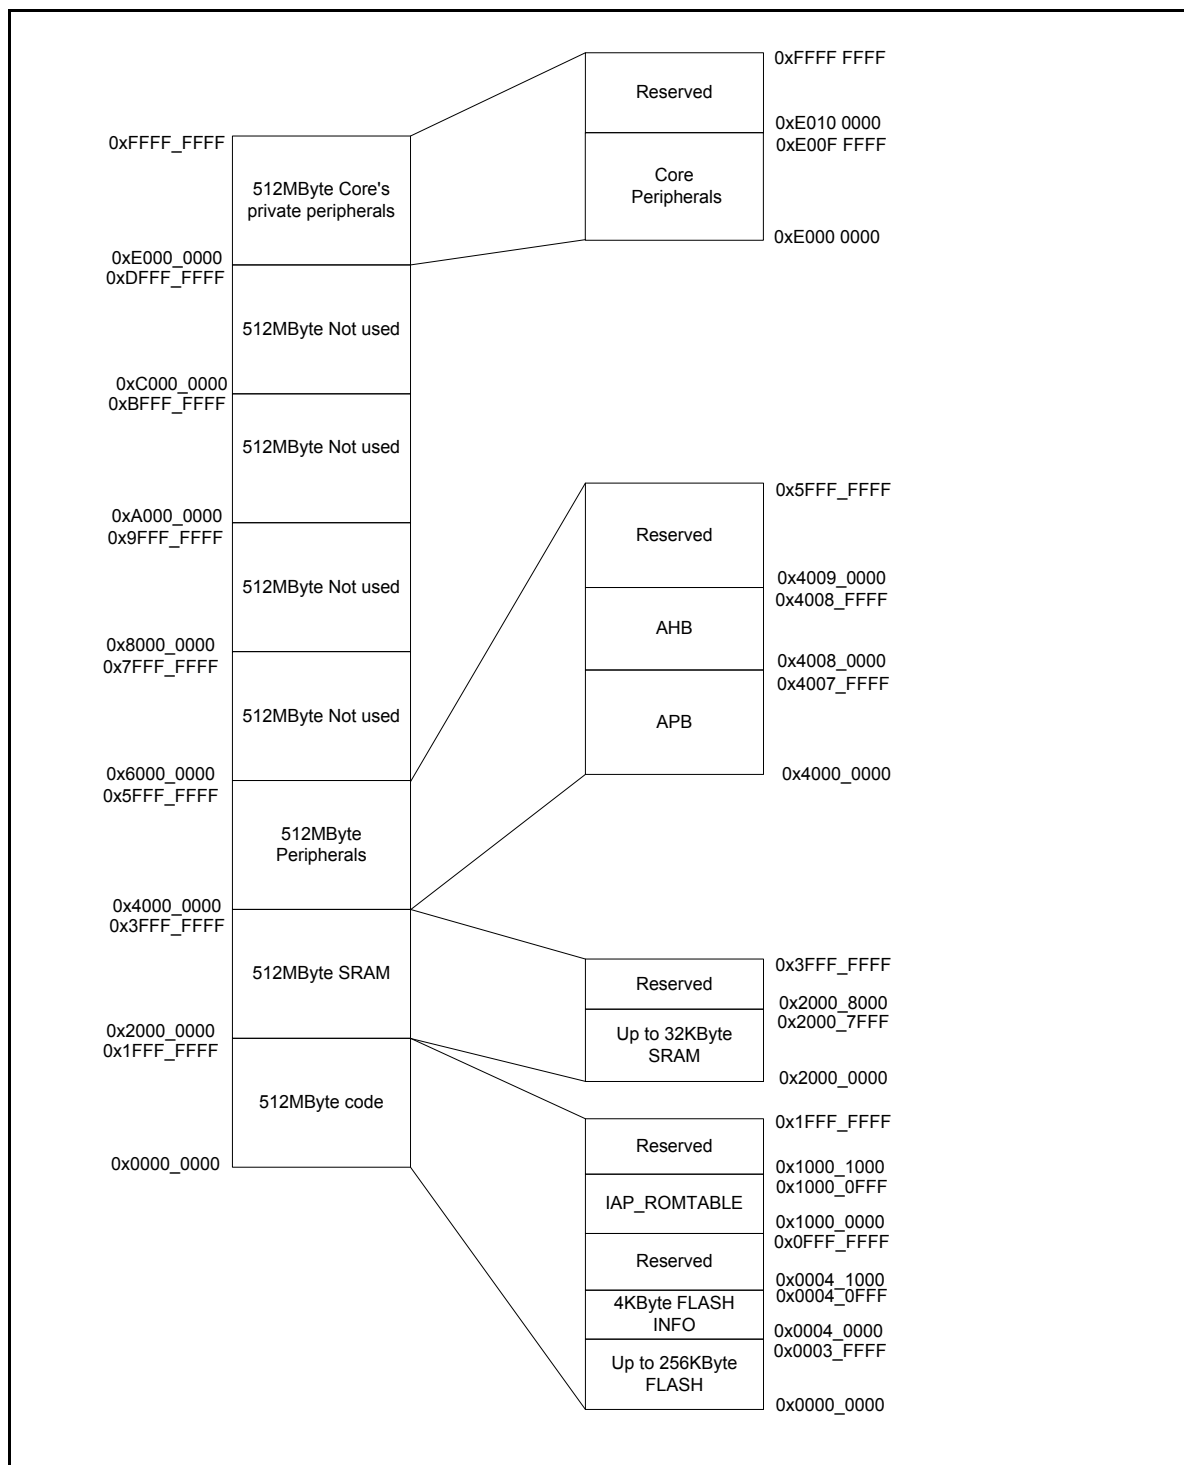 0xFFFF_FFFF
512MByte Core's
private peripherals
0xE000_0000
0xDFFF_FFFF
512MByte Not used
0xC000_0000
0xBFFF_FFFF
512MByte Not used
0xA000_0000
0x9FFF_FFFF
512MByte Not used
0x8000_0000
0x7FFF_FFFF
512MByte Not used
0x6000_0000
0x5FFF_FFFF
512MByte
Peripherals
0x4000_0000
0x3FFF_FFFF
512MByte SRAM
0x2000_0000
0x1FFF_FFFF
512MByte code
0x0000_0000
0xFFFF FFFF
Reserved
0xE010 0000
0xE00F FFFF
Core
Peripherals
0xE000 0000
0x5FFF_FFFF
Reserved
0x4009_0000
0x4008_FFFF
AHB
0x4008_0000
0x4007_FFFF
APB
0x4000_0000
0x3FFF_FFFF
Reserved
0x2000_8000
0x2000_7FFF
Up to 32KByte
SRAM
0x2000_0000
0x1FFF_FFFF
Reserved
0x1000_1000
0x1000_0FFF
IAP_ROMTABLE
0x1000_0000
0x0FFF_FFFF
Reserved
0x0004_1000
0x0004_0FFF
4KByte FLASH
INFO
0x0004_0000
0x0003_FFFF
Up to 256KByte
FLASH
0x0000_0000